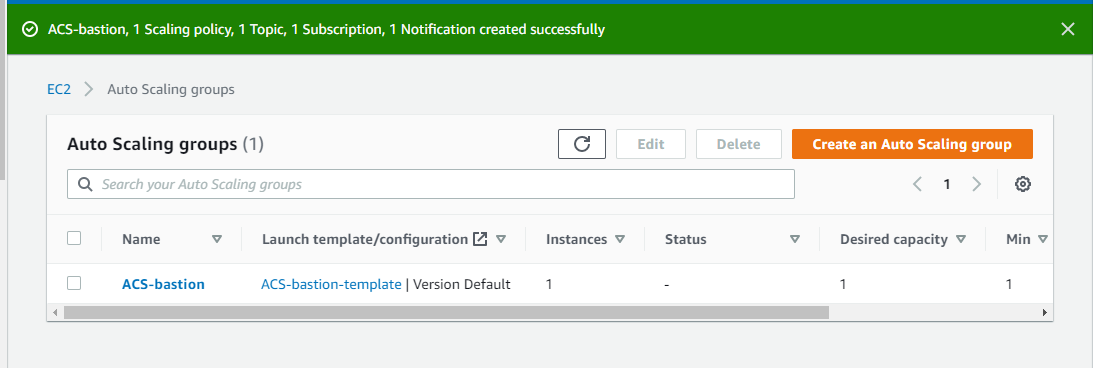 ACS-bastion, 1 Scaling policy, 1 Topic, 1 Subscription, 1 Notification created successfully
EC2 Auto Scaling groups
Auto Scaling groups (1) Edit Delete Create an Auto Scaling group
Search your Auto Scaling groups 1
Name Launch template/configuration Instances Status Desired capacity Min
ACS-bastion ACS-bastion-template | Version Default 1 - 1 1